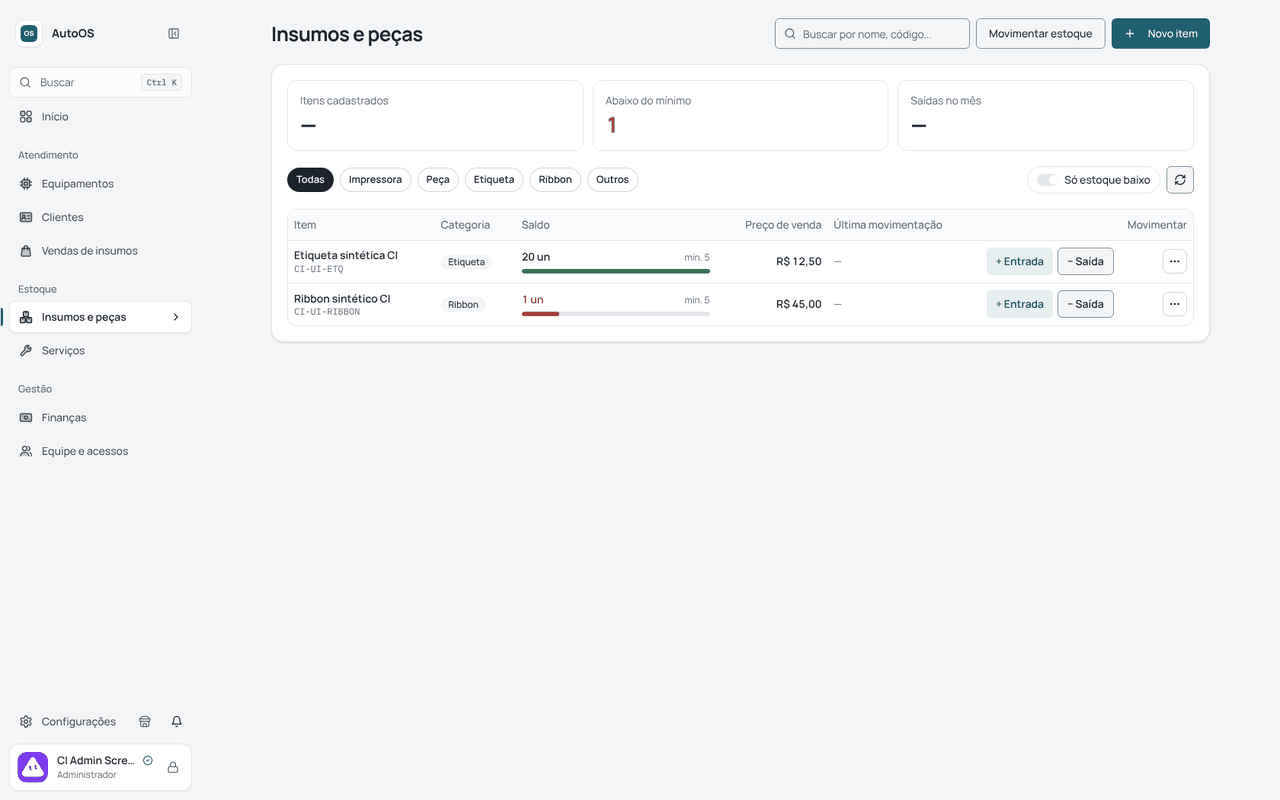 OS AutoOS
Buscar Ctrl K
Início
Atendimento
Equipamentos
Clientes
Vendas de insumos
Estoque
Insumos e peças
Serviços
Gestão
Finanças
Equipe e acessos
Configurações
CI Admin Scre...
Administrador
Insumos e peças
Buscar por nome, código...
Movimentar estoque
+ Novo item
Itens cadastrados
—
Abaixo do mínimo
1
Saídas no mês
—
Todas Impressora Peça Etiqueta Ribbon Outros
Só estoque baixo
Item Categoria Saldo Preço de venda Última movimentação Movimentar
Etiqueta sintética CI Etiqueta 20 un mín. 5 R$ 12,50 — + Entrada − Saída ...
CI-UI-ETQ
Ribbon sintético CI Ribbon 1 un mín. 5 R$ 45,00 — + Entrada − Saída ...
CI-UI-RIBBON